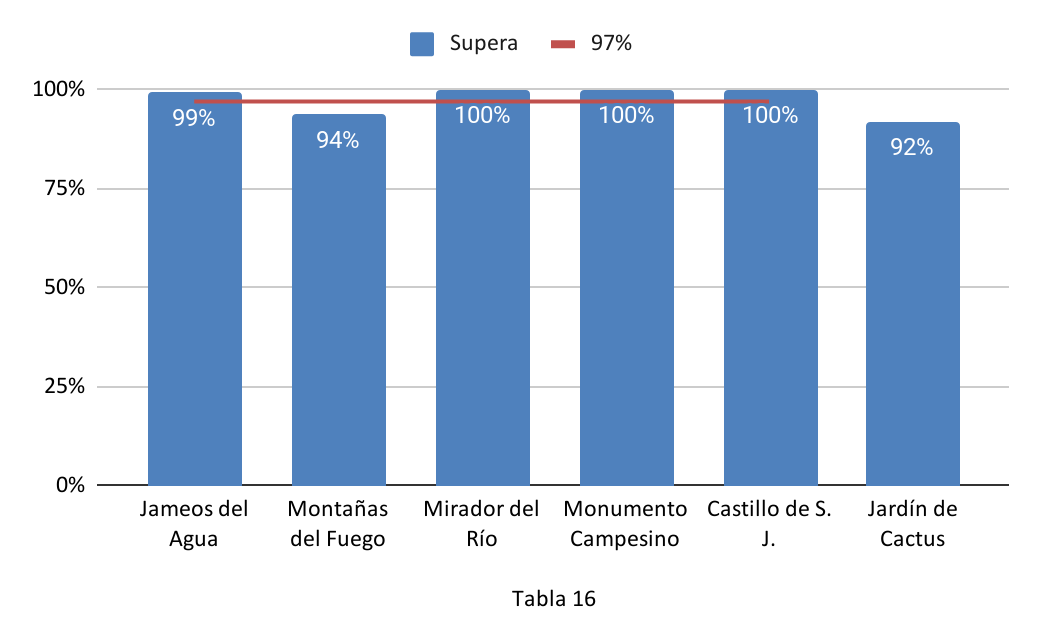 Supera 97%
100%
99% 94% 100% 100% 100% 92%
75%
50%
25%
0%
Jameos del Agua
Montañas del Fuego
Mirador del Río
Monumento Campesino
Castillo de S. J.
Jardín de Cactus
Tabla 16